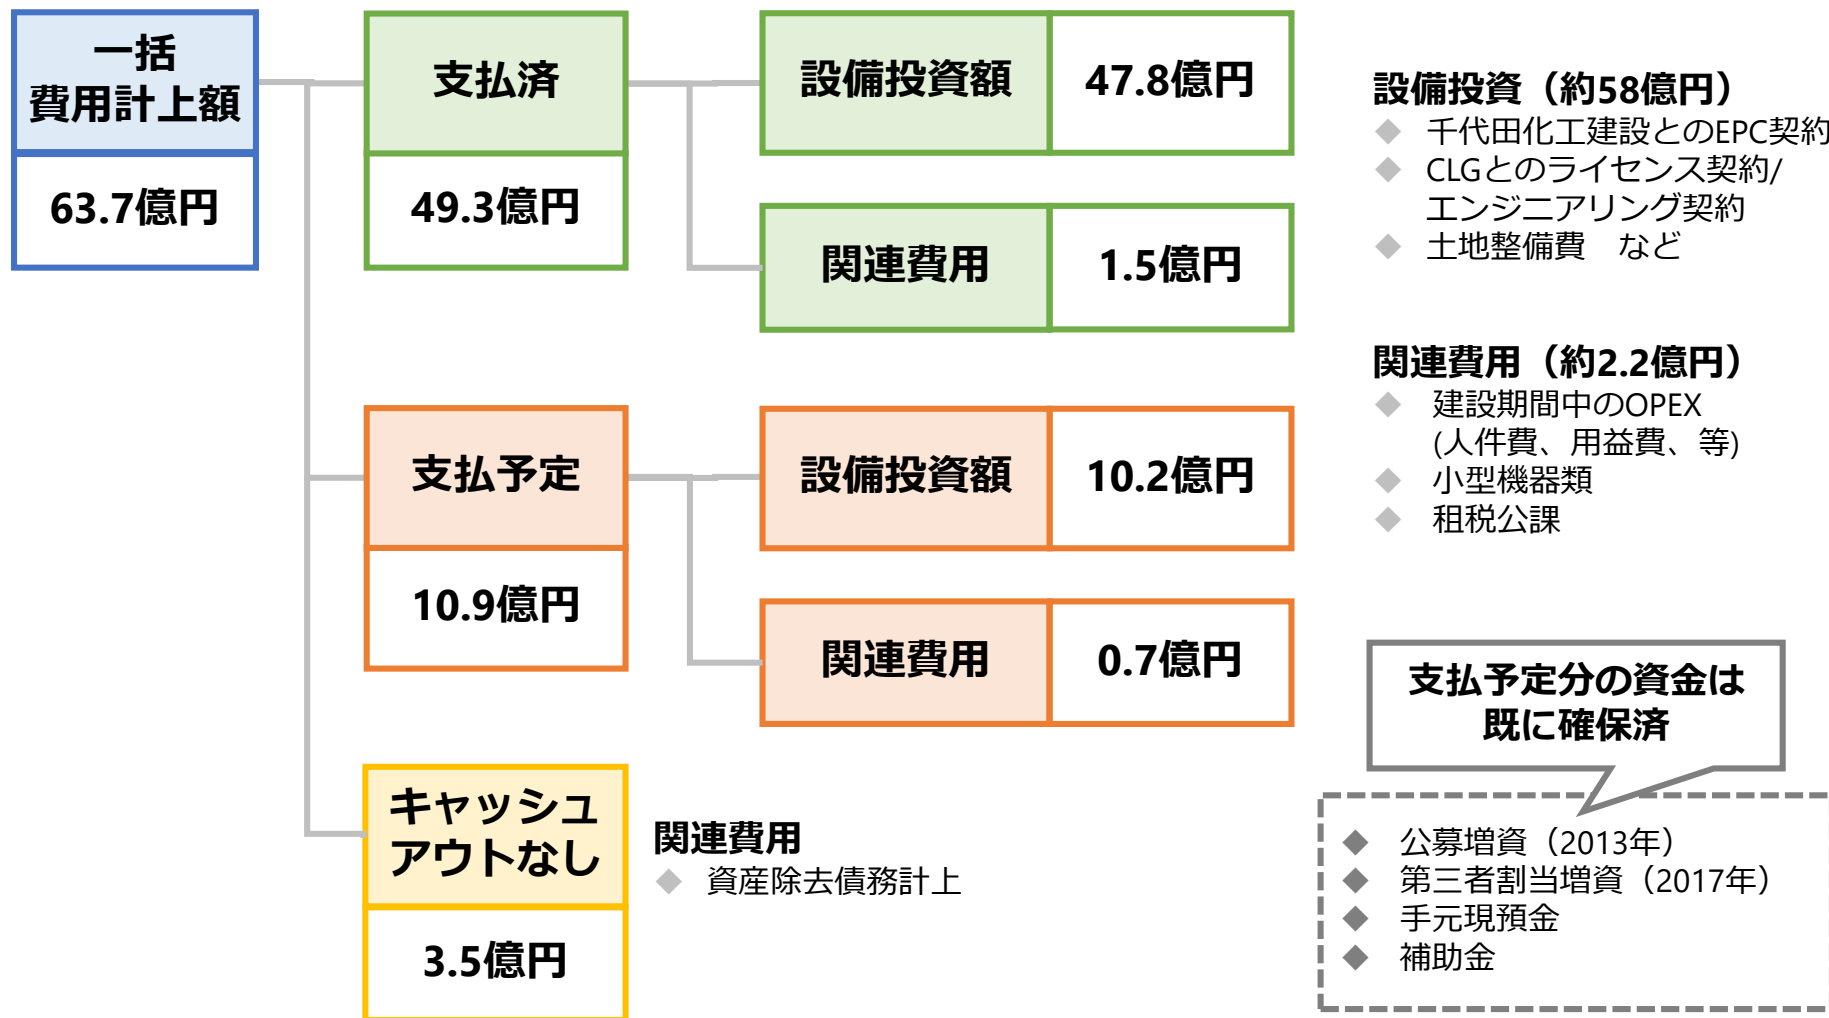 一括
費用計上額
63.7億円
支払済
49.3億円
設備投資額
47.8億円
関連費用
1.5億円
支払予定
10.9億円
設備投資額
10.2億円
関連費用
0.7億円
キャッシュ
アウトなし
3.5億円
関連費用
◆ 資産除去債務計上
設備投資（約58億円）
◆ 千代田化工建設とのEPC契約
◆ CLGとのライセンス契約/
エンジニアリング契約
◆ 土地整備費　など
関連費用（約2.2億円）
◆ 建設期間中のOPEX
(人件費、用益費、等)
◆ 小型機器類
◆ 租税公課
支払予定分の資金は
既に確保済
◆ 公募増資（2013年）
◆ 第三者割当増資（2017年）
◆ 手元現預金
◆ 補助金